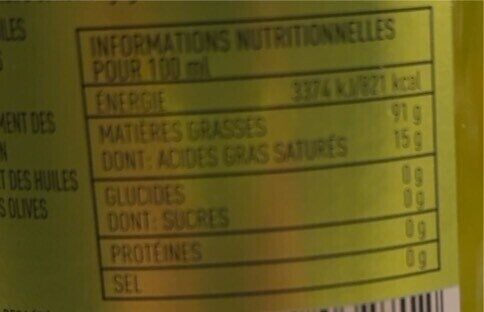 LES
INFORMATIONS NUTRITIONNELLES
POUR 100 ml
ÉNERGIE 3374 kJ/821 kcal
MENT DES
MATIÈRES GRASSES 91 g
DONT: ACIDES GRAS SATURÉS 15 g
T DES HUILES
GLUCIDES 0 g
S OLIVES
DONT: SUCRES 0 g
PROTÉINES 0 g
SEL 0 g